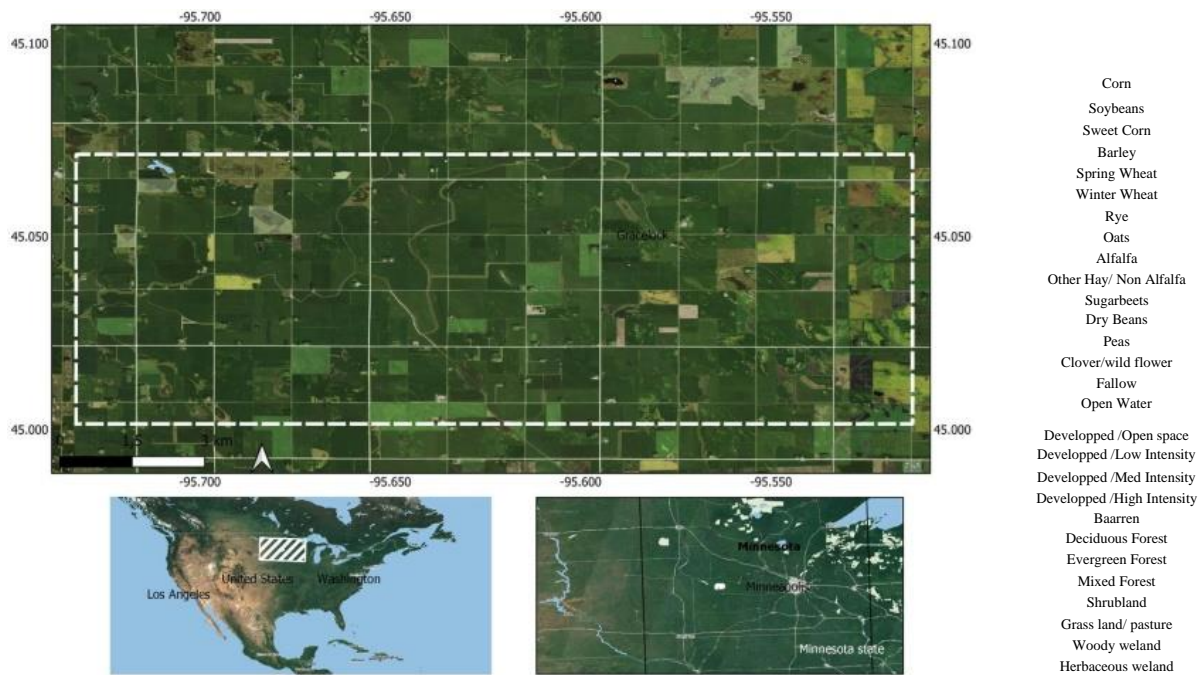 -95.700 -95.650 -95.600 -95.550
45.100 45.100
45.050 45.050
Gracelock
45.000 45.000
1.5 3 km
-95.700 -95.650 -95.600 -95.550
United States Washington
Los Angeles
Minnesota
Minneapolis
Minnesota state
Corn
Soybeans
Sweet Corn
Barley
Spring Wheat
Winter Wheat
Rye
Oats
Alfalfa
Other Hay/ Non Alfalfa
Sugarbeets
Dry Beans
Peas
Clover/wild flower
Fallow
Open Water
Developped /Open space
Developped /Low Intensity
Developped /Med Intensity
Developped /High Intensity
Baarren
Deciduous Forest
Evergreen Forest
Mixed Forest
Shrubland
Grass land/ pasture
Woody weland
Herbaceous weland